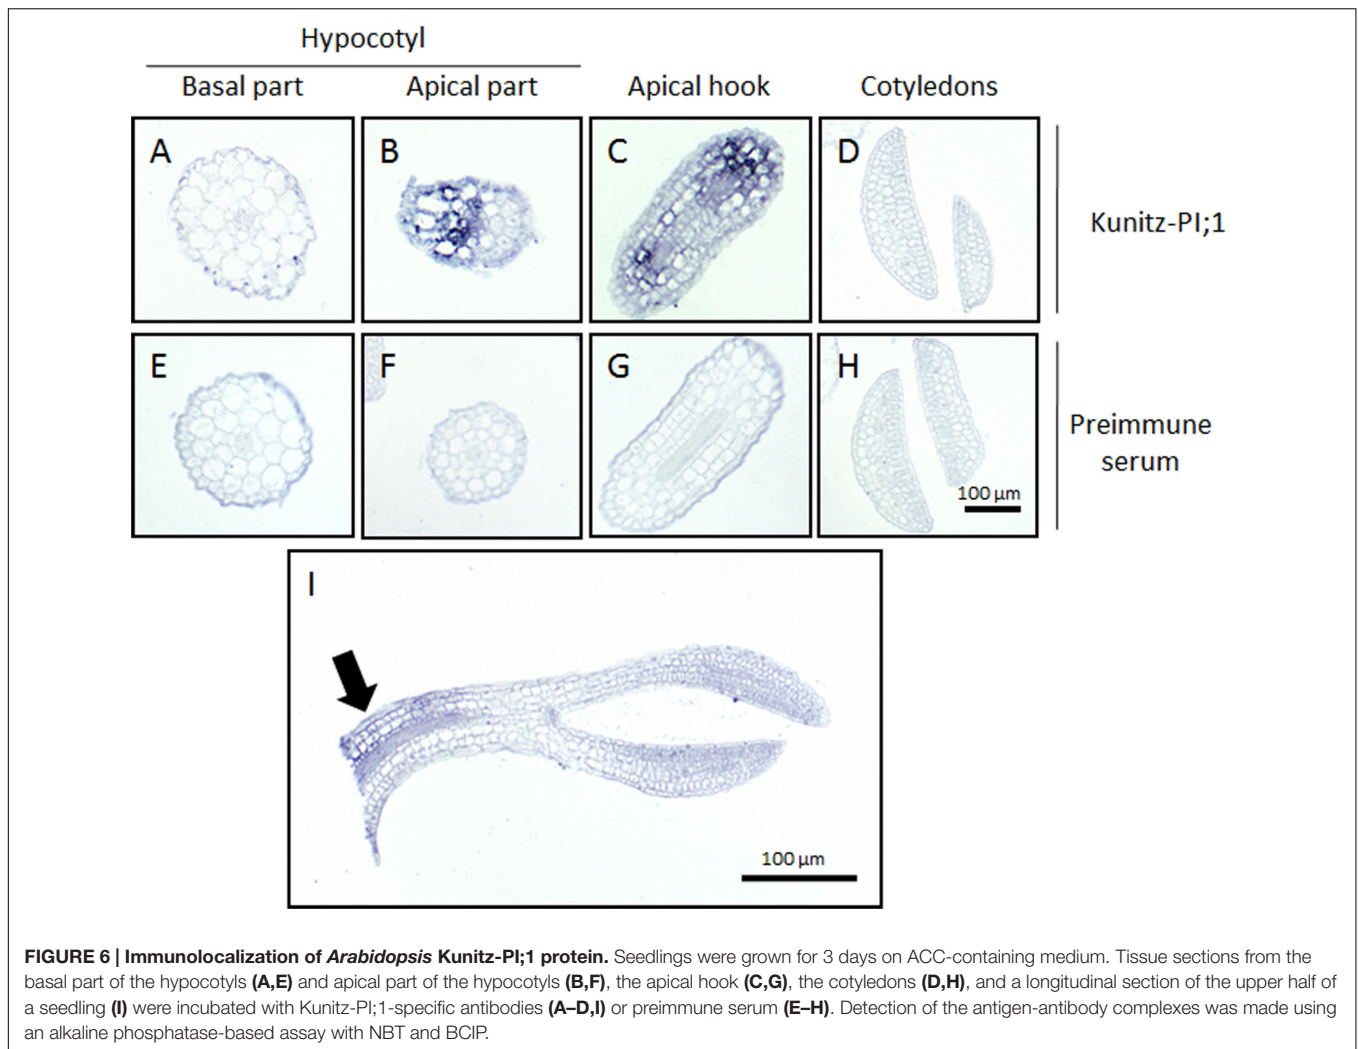 Hypocotyl
Basal part Apical part Apical hook Cotyledons
A B C D
Kunitz-PI;1
E F G H
Preimmune
serum
100 µm
I
100 µm
FIGURE 6 | Immunolocalization of Arabidopsis Kunitz-PI;1 protein. Seedlings were grown for 3 days on ACC-containing medium. Tissue sections from the
basal part of the hypocotyls (A,E) and apical part of the hypocotyls (B,F), the apical hook (C,G), the cotyledons (D,H), and a longitudinal section of the upper half of
a seedling (I) were incubated with Kunitz-PI;1-specific antibodies (A–D,I) or preimmune serum (E–H). Detection of the antigen-antibody complexes was made using
an alkaline phosphatase-based assay with NBT and BCIP.